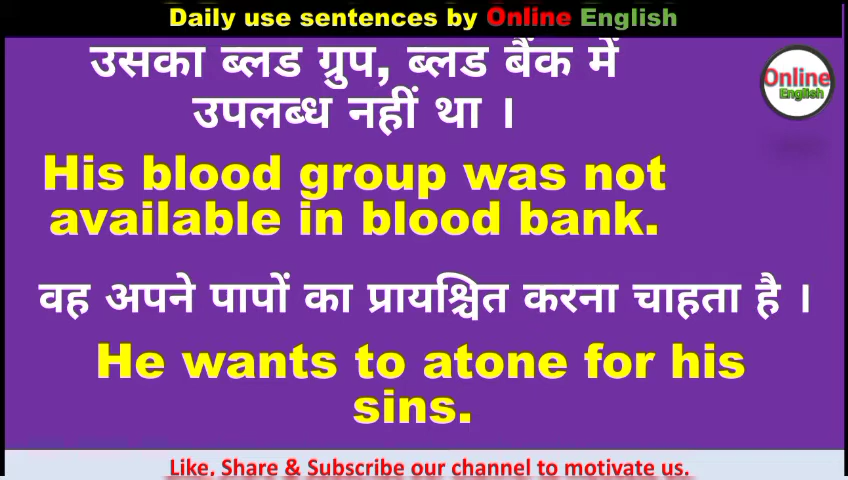 Daily use sentences by Online English
उसका ब्लड ग्रुप, ब्लड बैंक में
उपलब्ध नहीं था ।
Online
English
His blood group was not
available in blood bank.
वह अपने पापों का प्रायश्चित करना चाहता है ।
He wants to atone for his
sins.
Like, Share & Subscribe our channel to motivate us.